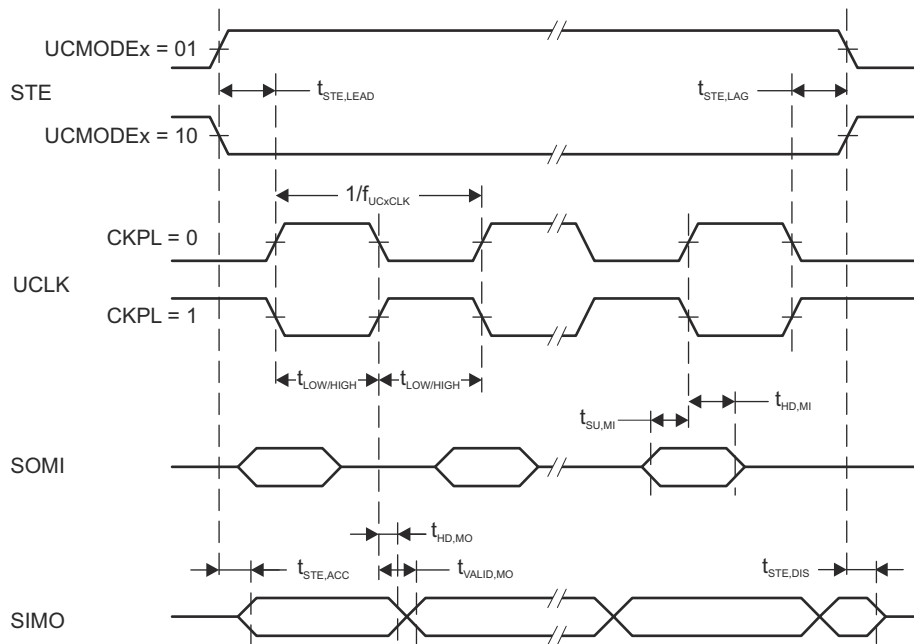 UCMODEx = 01
STE
t_STE,LEAD
t_STE,LAG
UCMODEx = 10
1/f_UCxCLK
CKPL = 0
UCLK
CKPL = 1
t_LOW/HIGH
t_LOW/HIGH
t_SU,MI
t_HD,MI
SOMI
t_HD,MO
t_STE,ACC
t_VALID,MO
t_STE,DIS
SIMO